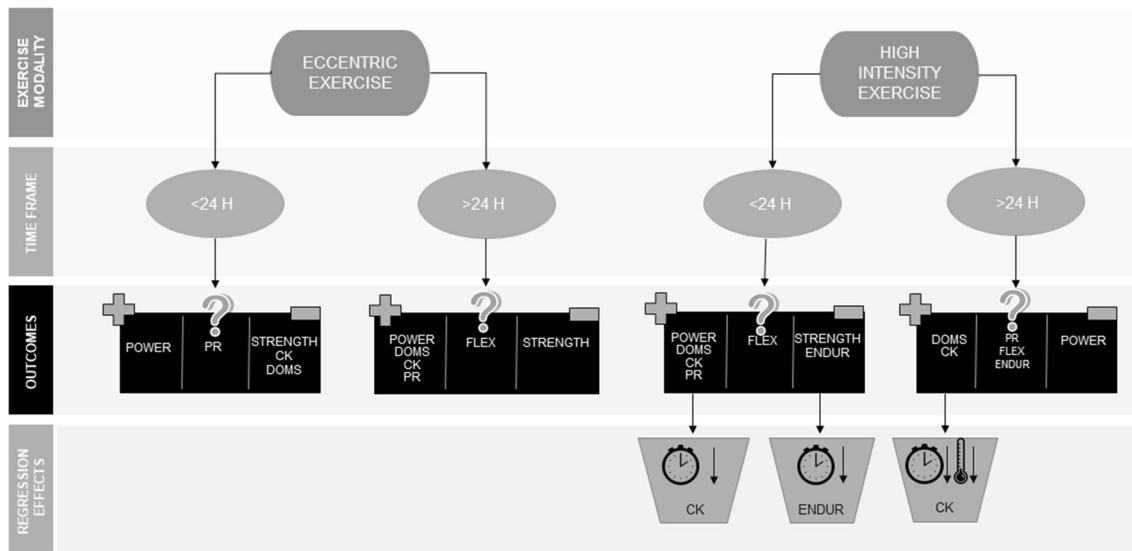 EXERCISE
MODALITY
ECCENTRIC
EXERCISE
HIGH
INTENSITY
EXERCISE
TIME FRAME
<24 H
>24 H
<24 H
>24 H
OUTCOMES
POWER
?
PR
STRENGTH
CK
DOMS
POWER
DOMS
CK
PR
?
FLEX
STRENGTH
POWER
DOMS
CK
PR
?
FLEX
STRENGTH
ENDUR
DOMS
CK
?
PR
FLEX
ENDUR
POWER
REGRESSION
EFFECTS
CK
ENDUR
CK